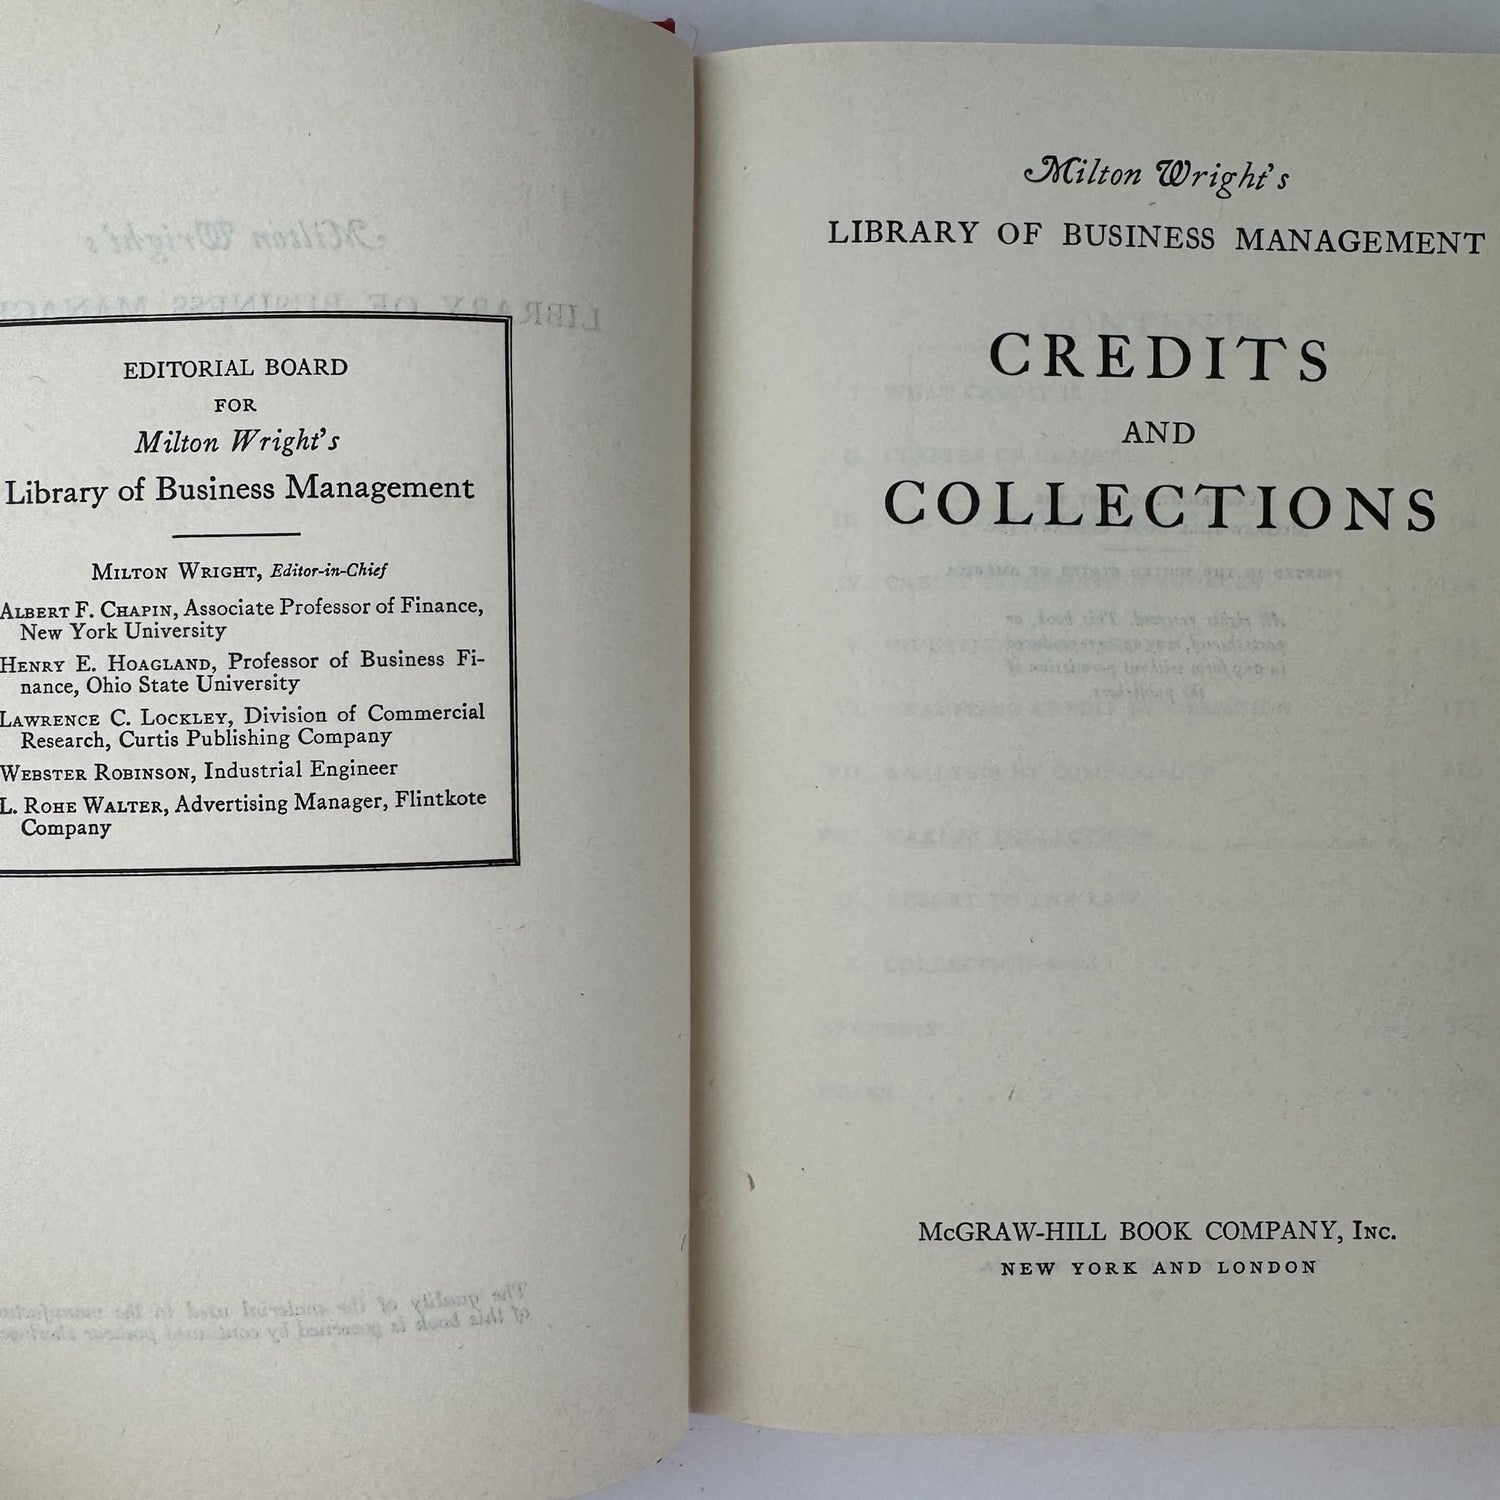 EDITORIAL BOARD
FOR
Milton Wright's
Library of Business Management
MILTON WRIGHT, Editor-in-Chief
ALBERT F. CHAPIN, Associate Professor of Finance,
New York University
HENRY E. HOAGLAND, Professor of Business Fi-
nance, Ohio State University
LAWRENCE C. LOCKLEY, Division of Commercial
Research, Curtis Publishing Company
WEBSTER ROBINSON, Industrial Engineer
L. ROHE WALTER, Advertising Manager, Flintkote
Company
Milton Wright's
LIBRARY OF BUSINESS MANAGEMENT
CREDITS
AND
COLLECTIONS
McGRAW-HILL BOOK COMPANY, INC.
NEW YORK AND LONDON